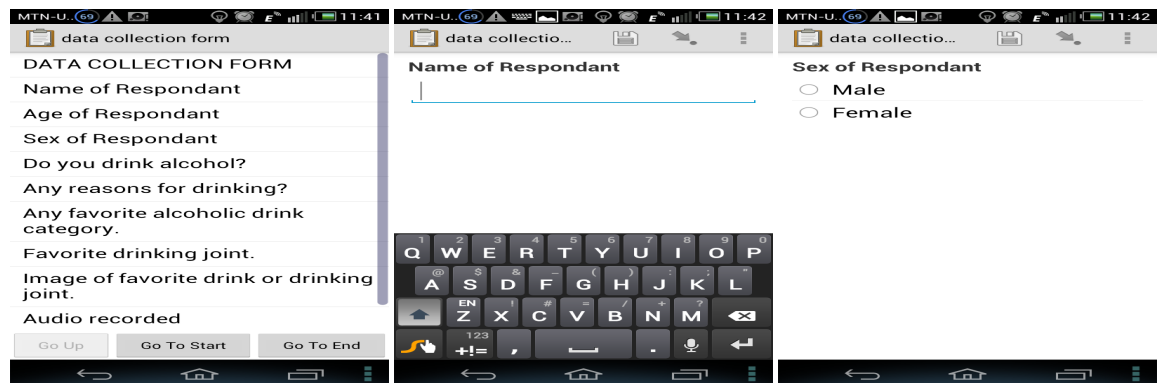 MTN-U.. 69 E 11:41
data collection form
DATA COLLECTION FORM
Name of Respondant
Age of Respondant
Sex of Respondant
Do you drink alcohol?
Any reasons for drinking?
Any favorite alcoholic drink
category.
Favorite drinking joint.
Image of favorite drink or drinking
joint.
Audio recorded
Go Up Go To Start Go To End
MTN-U.. 69 E 11:42
data collectio...
Name of Respondant
1 2 3 4 5 6 7 8 9 0
Q W E R T Y U I O P
@ $ & _ ( ) : ; "
A S D F G H J K L
EN ! # = / + ?
Z X C V B N M
123
+!= , .
MTN-U.. 69 E 11:42
data collectio...
Sex of Respondant
Male
Female